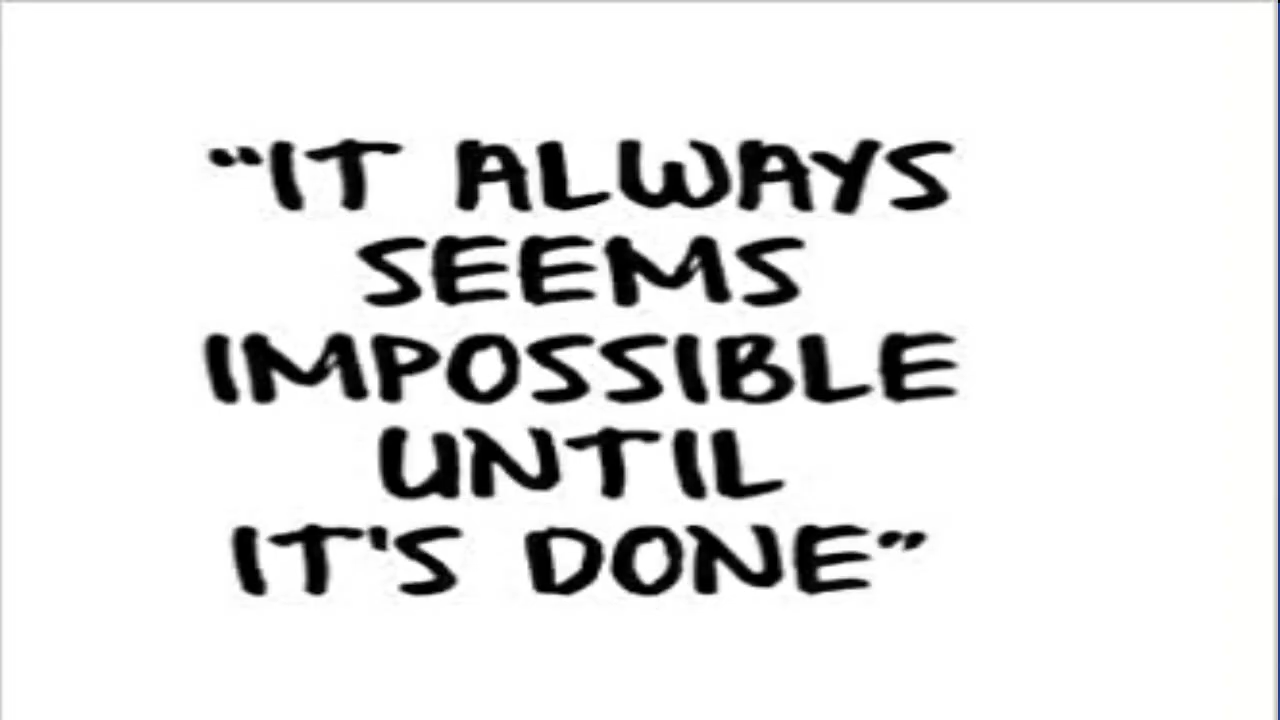 “IT ALWAYS
SEEMS
IMPOSSIBLE
UNTIL
IT'S DONE”